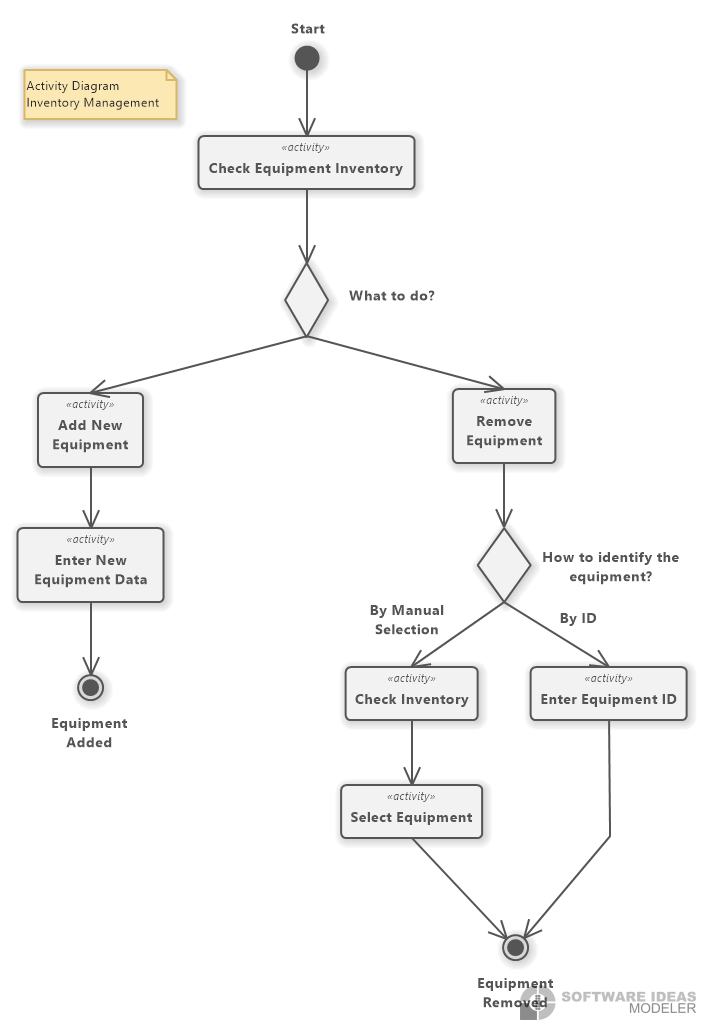 Start
Activity Diagram
Inventory Management
«activity»
Check Equipment Inventory
What to do?
«activity»
Add New
Equipment
«activity»
Remove
Equipment
«activity»
Enter New
Equipment Data
How to identify the
equipment?
By Manual
Selection
By ID
«activity»
Check Inventory
«activity»
Enter Equipment ID
Equipment
Added
«activity»
Select Equipment
Equipment
Removed
SOFTWARE IDEAS
MODELER